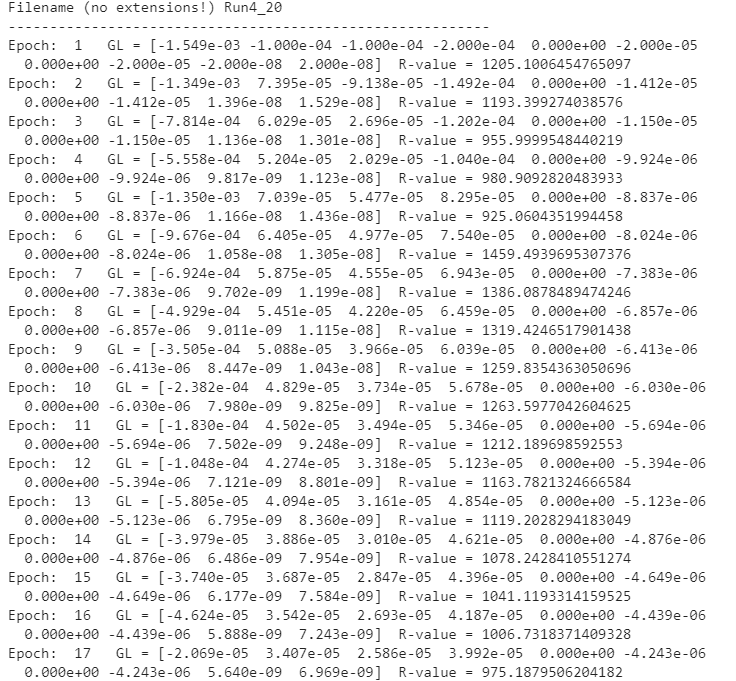 Filename (no extensions!) Run4_20
------------------------------------------------------
Epoch:  1   GL = [-1.549e-03 -1.000e-04 -1.000e-04 -2.000e-04  0.000e+00 -2.000e-05
  0.000e+00 -2.000e-05 -2.000e-08  2.000e-08]  R-value = 1205.1006454765097
Epoch:  2   GL = [-1.349e-03  7.395e-05 -9.138e-05 -1.492e-04  0.000e+00 -1.412e-05
  0.000e+00 -1.412e-05  1.396e-08  1.529e-08]  R-value = 1193.399274038576
Epoch:  3   GL = [-7.814e-04  6.029e-05  2.696e-05 -1.202e-04  0.000e+00 -1.150e-05
  0.000e+00 -1.150e-05  1.136e-08  1.301e-08]  R-value = 955.9999548440219
Epoch:  4   GL = [-5.558e-04  5.204e-05  2.029e-05 -1.040e-04  0.000e+00 -9.924e-06
  0.000e+00 -9.924e-06  9.817e-09  1.123e-08]  R-value = 980.9092820483933
Epoch:  5   GL = [-1.350e-03  7.039e-05  5.477e-05  8.295e-05  0.000e+00 -8.837e-06
  0.000e+00 -8.837e-06  1.166e-08  1.436e-08]  R-value = 925.0604351994458
Epoch:  6   GL = [-9.676e-04  6.405e-05  4.977e-05  7.540e-05  0.000e+00 -8.024e-06
  0.000e+00 -8.024e-06  1.058e-08  1.305e-08]  R-value = 1459.4939695307376
Epoch:  7   GL = [-6.924e-04  5.875e-05  4.555e-05  6.943e-05  0.000e+00 -7.383e-06
  0.000e+00 -7.383e-06  9.702e-09  1.199e-08]  R-value = 1386.0878489474246
Epoch:  8   GL = [-4.929e-04  5.451e-05  4.220e-05  6.459e-05  0.000e+00 -6.857e-06
  0.000e+00 -6.857e-06  9.011e-09  1.115e-08]  R-value = 1319.4246517901438
Epoch:  9   GL = [-3.505e-04  5.088e-05  3.966e-05  6.039e-05  0.000e+00 -6.413e-06
  0.000e+00 -6.413e-06  8.447e-09  1.043e-08]  R-value = 1259.8354363050696
Epoch:  10   GL = [-2.382e-04  4.829e-05  3.734e-05  5.678e-05  0.000e+00 -6.030e-06
  0.000e+00 -6.030e-06  7.980e-09  9.825e-09]  R-value = 1263.5977042604625
Epoch:  11   GL = [-1.830e-04  4.502e-05  3.494e-05  5.346e-05  0.000e+00 -5.694e-06
  0.000e+00 -5.694e-06  7.502e-09  9.248e-09]  R-value = 1212.189698592553
Epoch:  12   GL = [-1.048e-04  4.274e-05  3.318e-05  5.123e-05  0.000e+00 -5.394e-06
  0.000e+00 -5.394e-06  7.121e-09  8.801e-09]  R-value = 1163.7821324666584
Epoch:  13   GL = [-5.805e-05  4.094e-05  3.161e-05  4.854e-05  0.000e+00 -5.123e-06
  0.000e+00 -5.123e-06  6.795e-09  8.360e-09]  R-value = 1119.2028294183049
Epoch:  14   GL = [-3.979e-05  3.886e-05  3.010e-05  4.621e-05  0.000e+00 -4.876e-06
  0.000e+00 -4.876e-06  6.486e-09  7.954e-09]  R-value = 1078.2428410551274
Epoch:  15   GL = [-3.740e-05  3.687e-05  2.847e-05  4.396e-05  0.000e+00 -4.649e-06
  0.000e+00 -4.649e-06  6.177e-09  7.584e-09]  R-value = 1041.1193314159525
Epoch:  16   GL = [-4.624e-05  3.542e-05  2.693e-05  4.187e-05  0.000e+00 -4.439e-06
  0.000e+00 -4.439e-06  5.888e-09  7.243e-09]  R-value = 1006.7318371409328
Epoch:  17   GL = [-2.069e-05  3.407e-05  2.586e-05  3.992e-05  0.000e+00 -4.243e-06
  0.000e+00 -4.243e-06  5.640e-09  6.969e-09]  R-value = 975.1879506204182